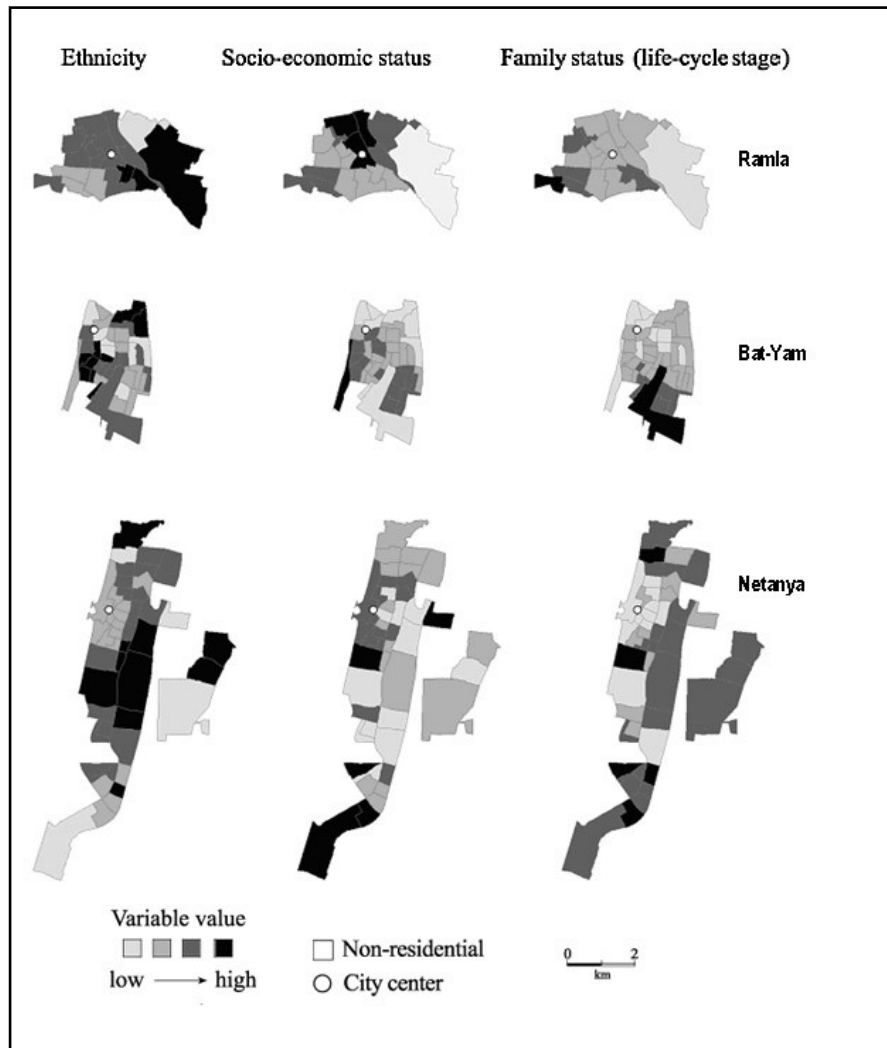 Ethnicity Socio-economic status Family status (life-cycle stage)
Ramla
Bat-Yam
Netanya
Variable value
low high
Non-residential
City center
0 2
km